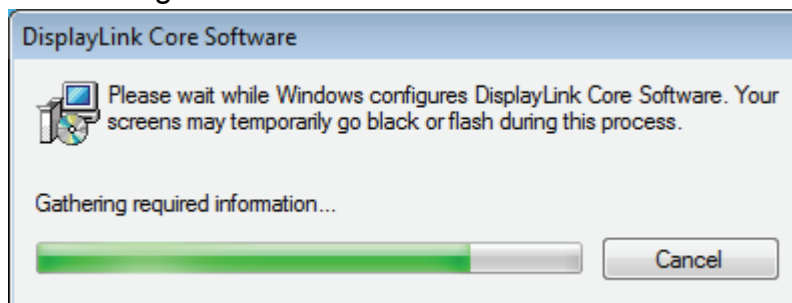 DisplayLink Core Software
Please wait while Windows configures DisplayLink Core Software. Your
screens may temporarily go black or flash during this process.
Gathering required information...
Cancel